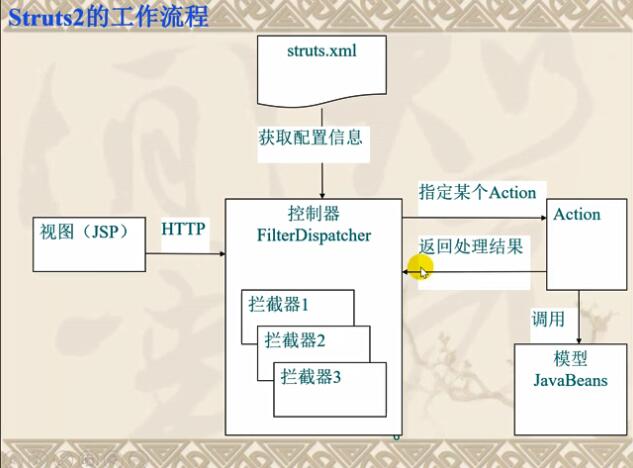 Struts2的工作流程
struts.xml
获取配置信息
视图（JSP）
HTTP
控制器
FilterDispatcher
指定某个Action
返回处理结果
Action
拦截器1
拦截器2
拦截器3
调用
模型
JavaBeans